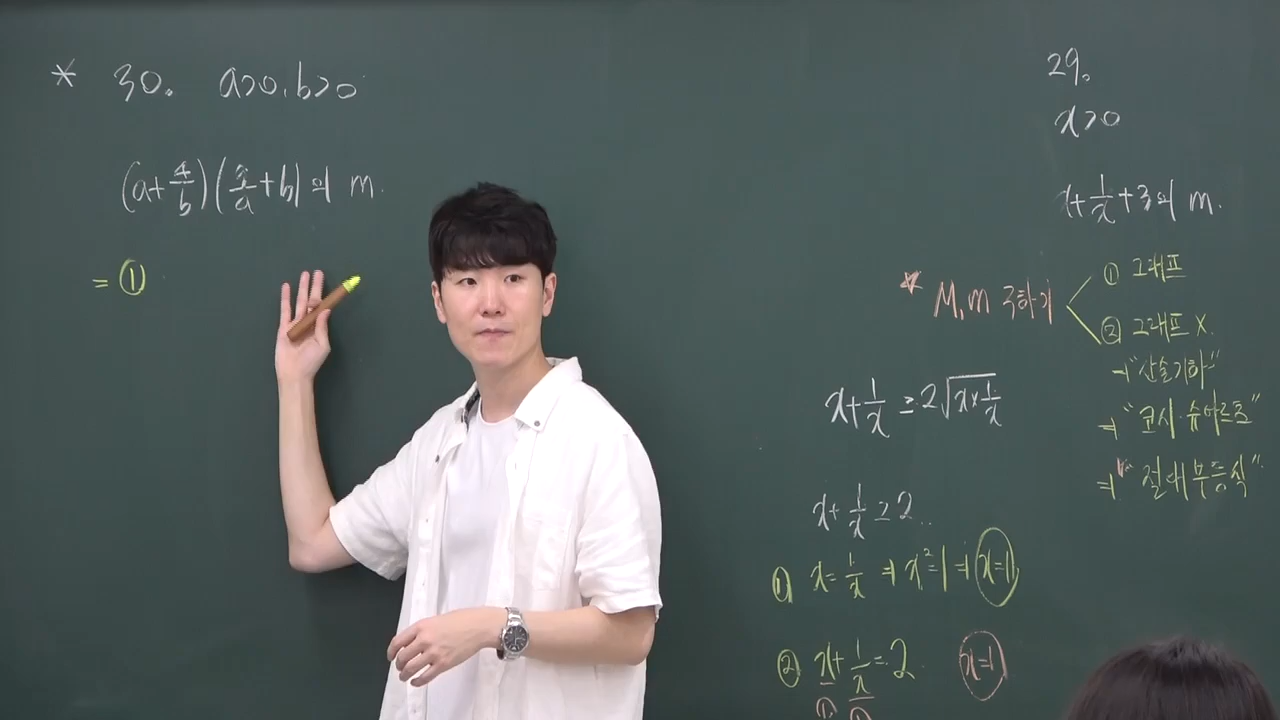 * 30. a>0, b>0
(a+4/b)( /a+b)의 m.
= ①
29.
x>0
x+1/x+3의 m.
* M, m 구하기
① 그래프
② 그래프 X.
→ "산술기하"
⇒ "코시·슈바르츠"
⇒ "절대부등식"
x+1/x ≥ 2√(x×1/x)
x+1/x ≥ 2..
① x=1/x ⇒ x²=1 ⇒ x=1
② x+1/x=2 x=1
① ①